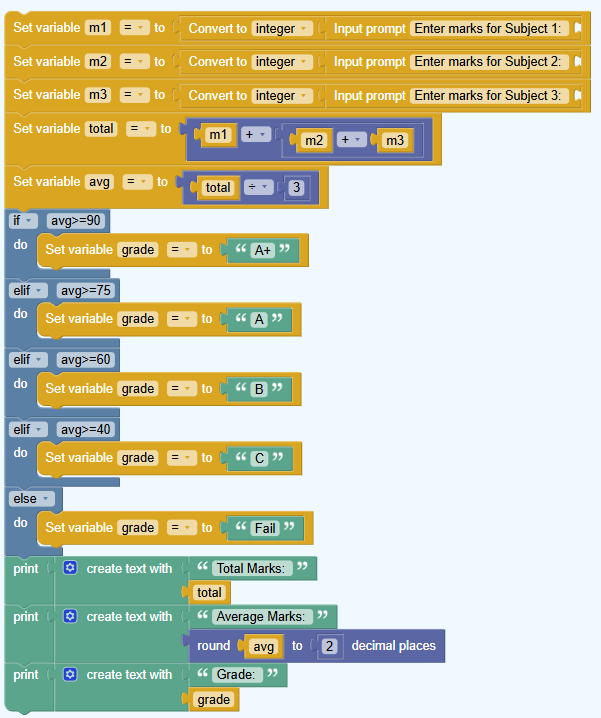 Set variable m1 = to Convert to integer Input prompt Enter marks for Subject 1:
Set variable m2 = to Convert to integer Input prompt Enter marks for Subject 2:
Set variable m3 = to Convert to integer Input prompt Enter marks for Subject 3:
Set variable total = to m1 + m2 + m3
Set variable avg = to total ÷ 3
if avg>=90
do Set variable grade = to “ A+ ”
elif avg>=75
do Set variable grade = to “ A ”
elif avg>=60
do Set variable grade = to “ B ”
elif avg>=40
do Set variable grade = to “ C ”
else
do Set variable grade = to “ Fail ”
print create text with “ Total Marks: ”
total
print create text with “ Average Marks: ”
round avg to 2 decimal places
print create text with “ Grade: ”
grade